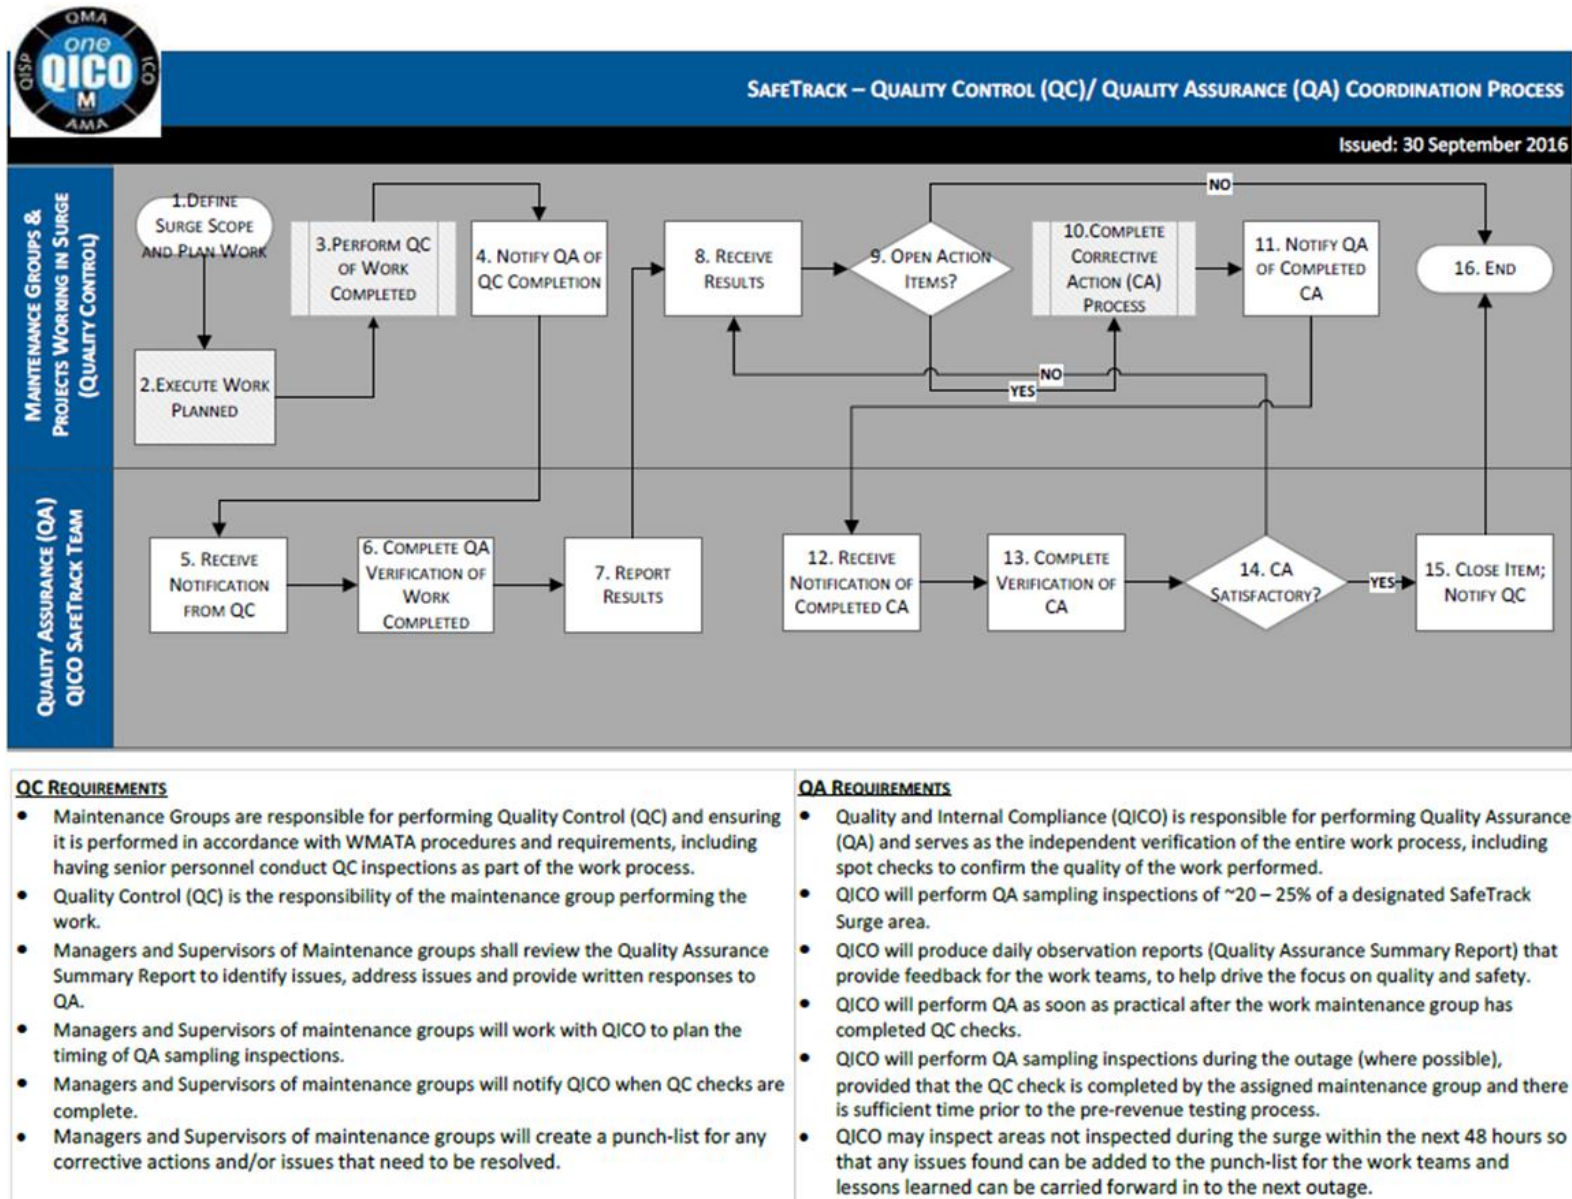 QMA
QISP
one
ICO
QICO
M
AMA
SAFETRACK – QUALITY CONTROL (QC)/ QUALITY ASSURANCE (QA) COORDINATION PROCESS
Issued: 30 September 2016
MAINTENANCE GROUPS &
PROJECTS WORKING IN SURGE
(QUALITY CONTROL)
1.DEFINE
SURGE SCOPE
AND PLAN WORK
2.EXECUTE WORK
PLANNED
3.PERFORM QC
OF WORK
COMPLETED
4. NOTIFY QA OF
QC COMPLETION
8. RECEIVE
RESULTS
9. OPEN ACTION
ITEMS?
NO
YES
10.COMPLETE
CORRECTIVE
ACTION (CA)
PROCESS
11. NOTIFY QA
OF COMPLETED
CA
16. END
NO
QUALITY ASSURANCE (QA)
QICO SAFETRACK TEAM
5. RECEIVE
NOTIFICATION
FROM QC
6. COMPLETE QA
VERIFICATION OF
WORK
COMPLETED
7. REPORT
RESULTS
12. RECEIVE
NOTIFICATION OF
COMPLETED CA
13. COMPLETE
VERIFICATION OF
CA
14. CA
SATISFACTORY?
YES
15. CLOSE ITEM;
NOTIFY QC
QC REQUIREMENTS
• Maintenance Groups are responsible for performing Quality Control (QC) and ensuring
it is performed in accordance with WMATA procedures and requirements, including
having senior personnel conduct QC inspections as part of the work process.
• Quality Control (QC) is the responsibility of the maintenance group performing the
work.
• Managers and Supervisors of Maintenance groups shall review the Quality Assurance
Summary Report to identify issues, address issues and provide written responses to
QA.
• Managers and Supervisors of maintenance groups will work with QICO to plan the
timing of QA sampling inspections.
• Managers and Supervisors of maintenance groups will notify QICO when QC checks are
complete.
• Managers and Supervisors of maintenance groups will create a punch-list for any
corrective actions and/or issues that need to be resolved.
QA REQUIREMENTS
• Quality and Internal Compliance (QICO) is responsible for performing Quality Assurance
(QA) and serves as the independent verification of the entire work process, including
spot checks to confirm the quality of the work performed.
• QICO will perform QA sampling inspections of ~20 – 25% of a designated SafeTrack
Surge area.
• QICO will produce daily observation reports (Quality Assurance Summary Report) that
provide feedback for the work teams, to help drive the focus on quality and safety.
• QICO will perform QA as soon as practical after the work maintenance group has
completed QC checks.
• QICO will perform QA sampling inspections during the outage (where possible),
provided that the QC check is completed by the assigned maintenance group and there
is sufficient time prior to the pre-revenue testing process.
• QICO may inspect areas not inspected during the surge within the next 48 hours so
that any issues found can be added to the punch-list for the work teams and
lessons learned can be carried forward in to the next outage.